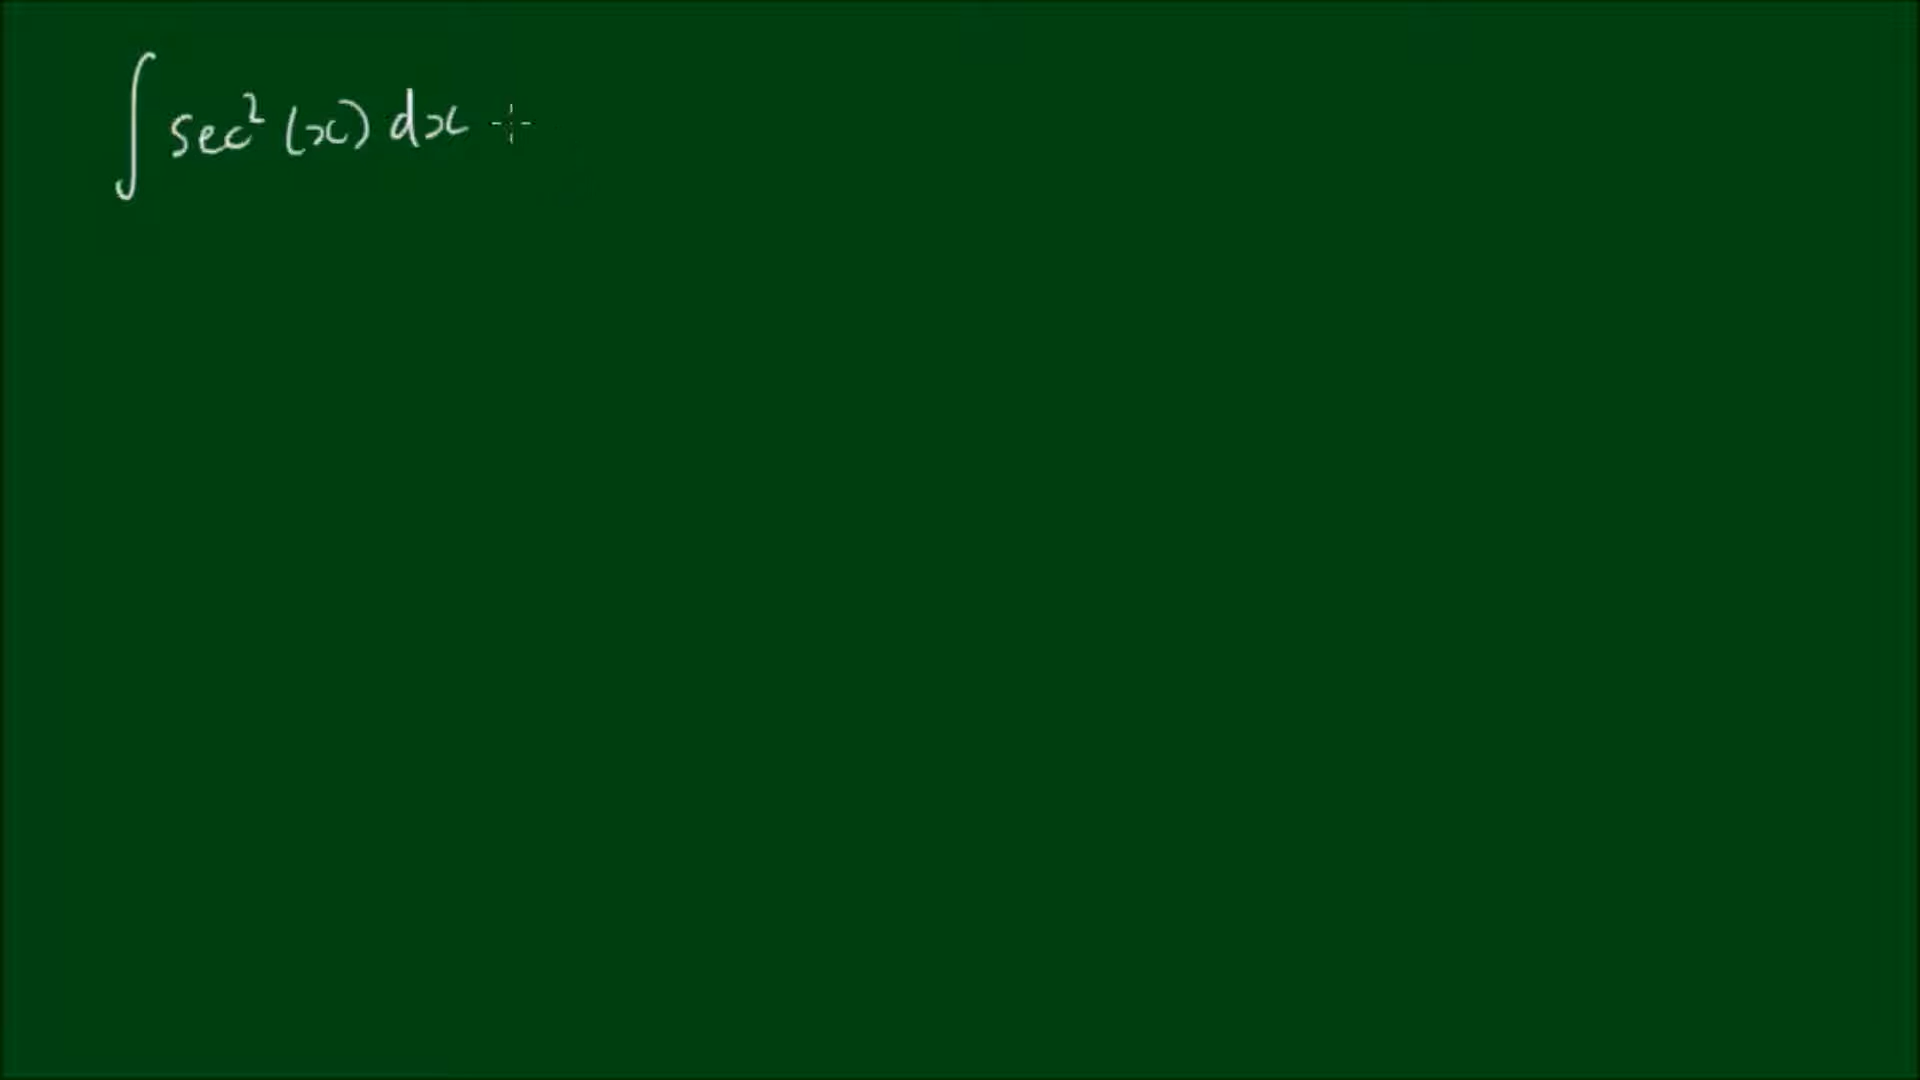 ∫ sec² (x) dx